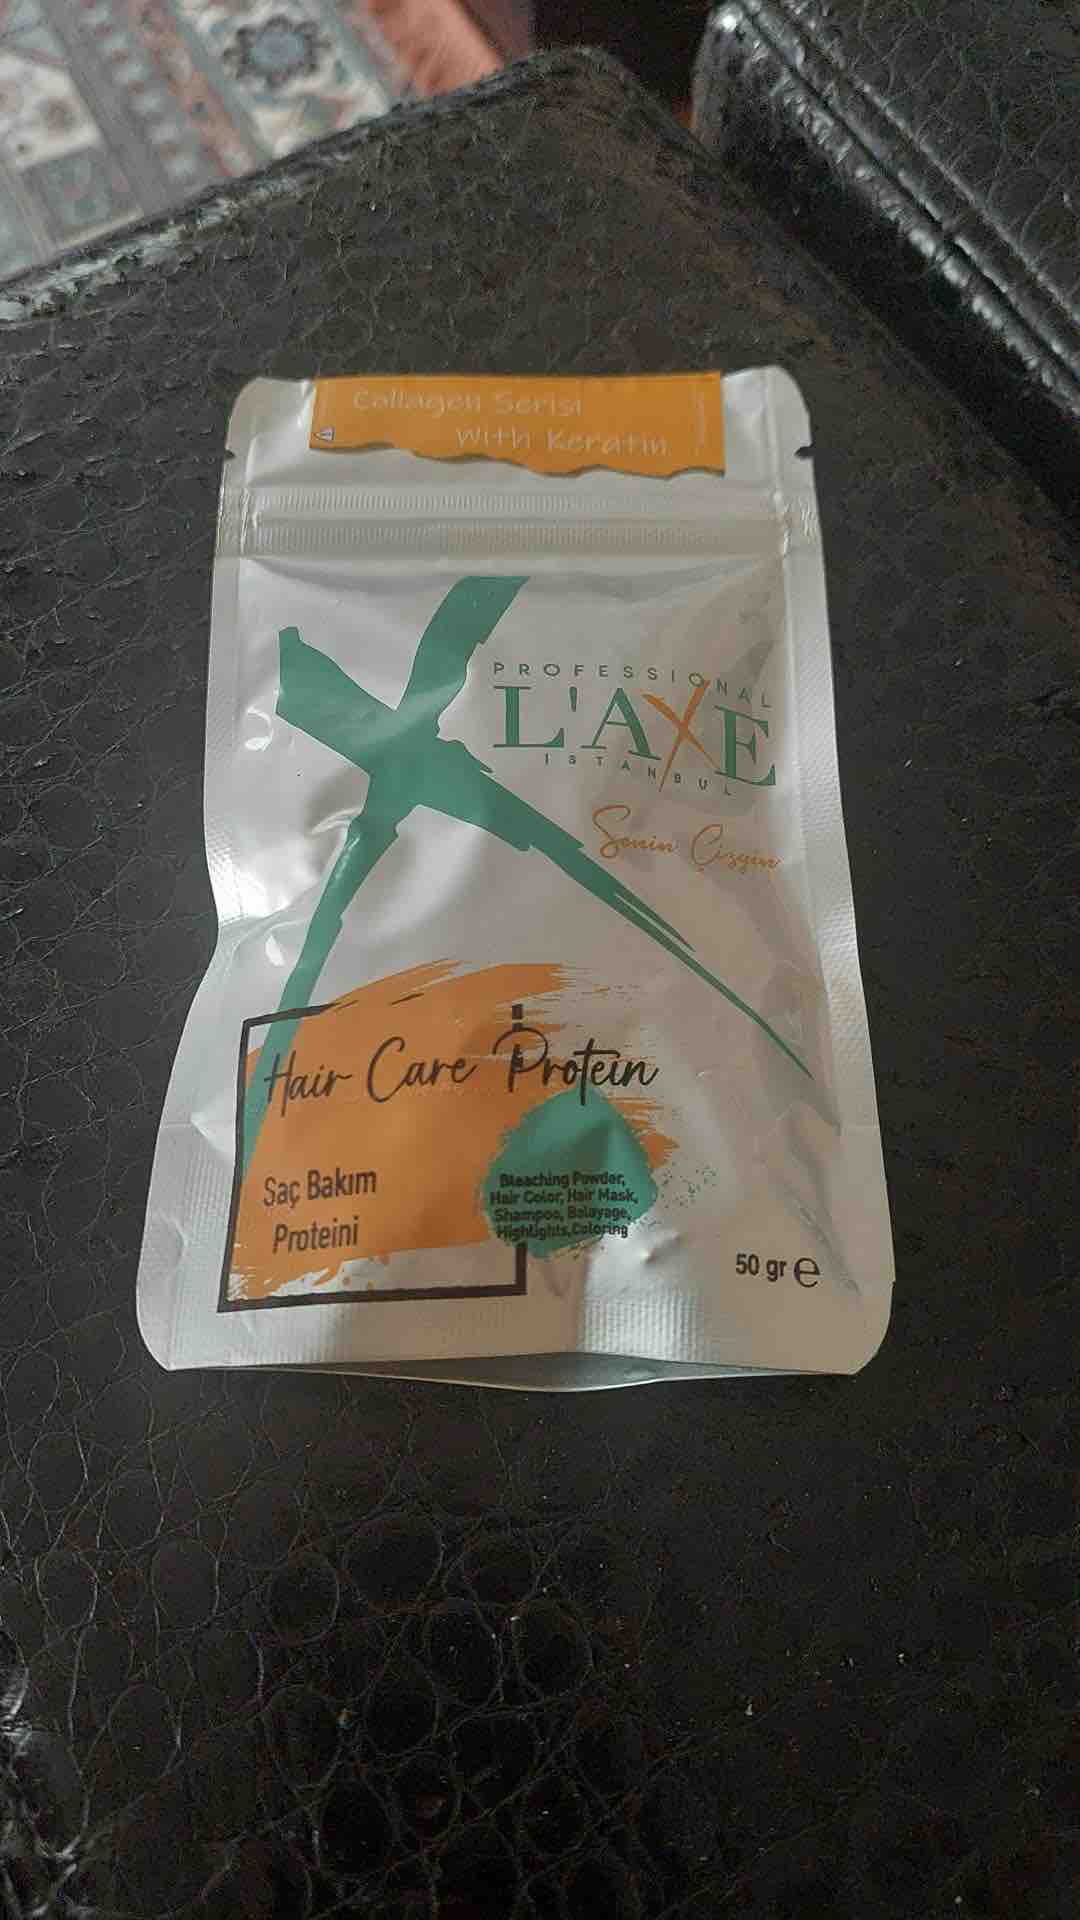 Collagen Serisi
With Keratin
PROFESSIONAL
L'AXE
ISTANBUL
Senin Çizgin
Hair Care Protein
Saç Bakım
Proteini
Bleaching Powder,
Hair Color, Hair Mask,
Shampoo, Balayage,
Highlights,Coloring
50 gr ℮